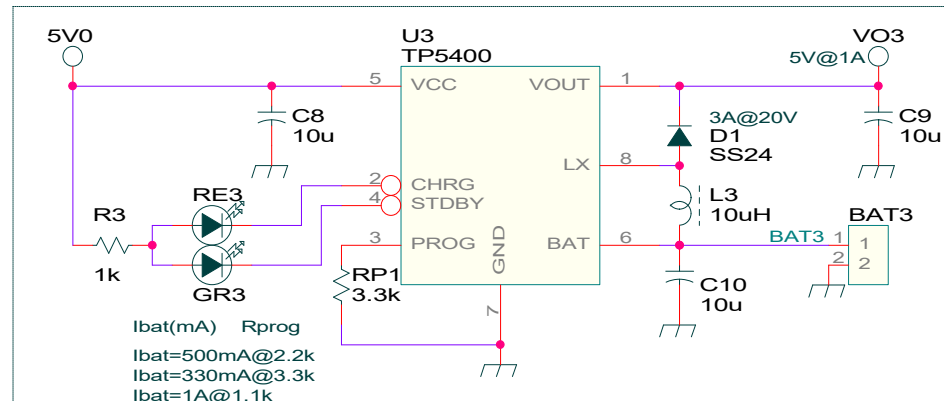 5V0
U3
TP5400
VO3
5V@1A
5
VCC
VOUT
1
C8
10u
3A@20V
D1
SS24
C9
10u
LX
8
RE3
2
CHRG
4
STDBY
R3
1k
L3
10uH
BAT3
3
PROG
GND
BAT
6
BAT3
1
1
2
2
GR3
RP1
3.3k
7
C10
10u
Ibat(mA) Rprog
Ibat=500mA@2.2k
Ibat=330mA@3.3k
Ibat=1A@1.1k